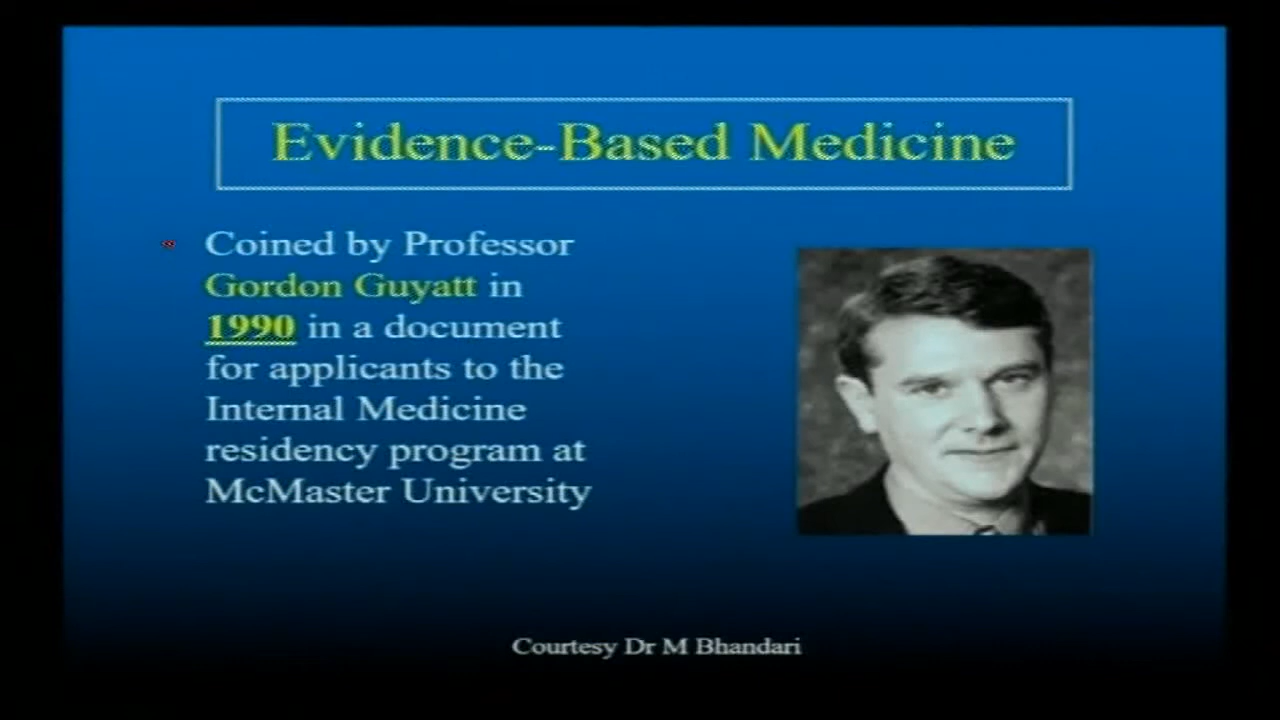 Evidence-Based Medicine
Coined by Professor
Gordon Guyatt in
1990 in a document
for applicants to the
Internal Medicine
residency program at
McMaster University
Courtesy Dr M Bhandari